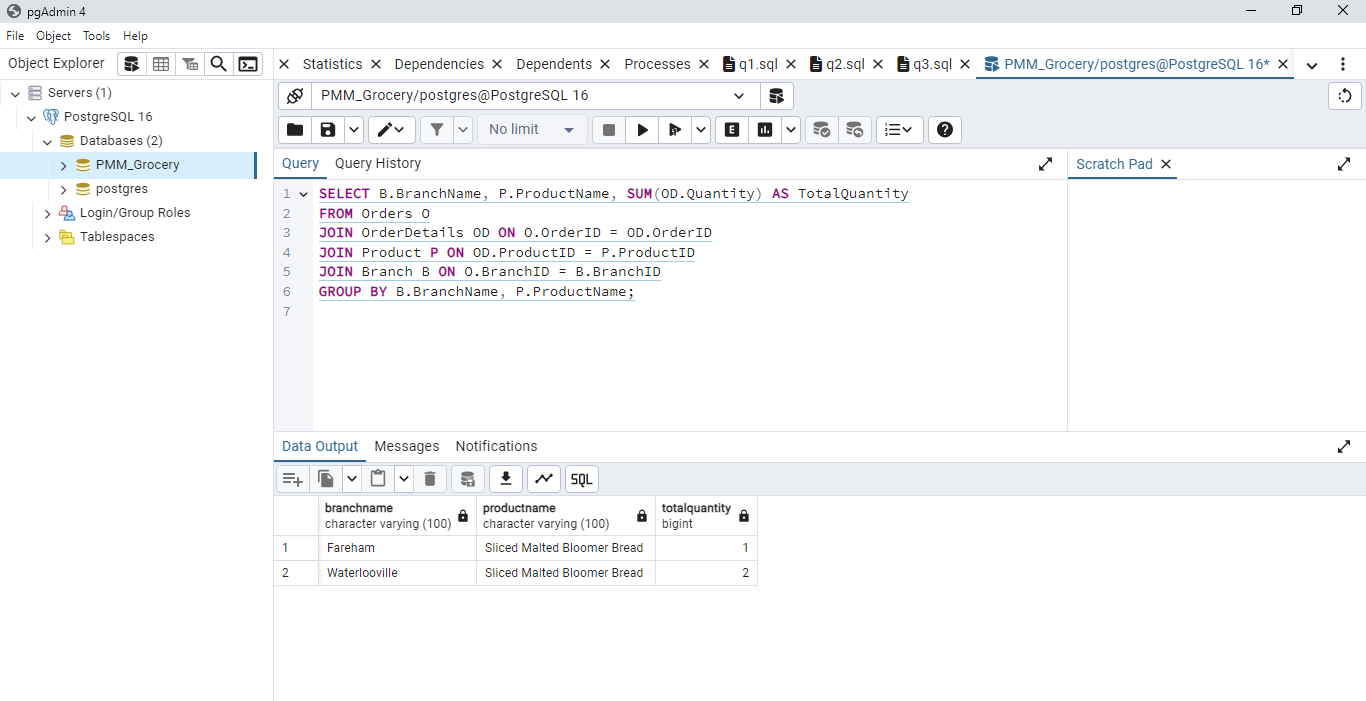 pgAdmin 4
File Object Tools Help
Object Explorer
Statistics Dependencies Dependents Processes q1.sql q2.sql q3.sql PMM_Grocery/postgres@PostgreSQL 16*
Servers (1)
PostgreSQL 16
Databases (2)
PMM_Grocery
postgres
Login/Group Roles
Tablespaces
PMM_Grocery/postgres@PostgreSQL 16
No limit E
Query Query History
Scratch Pad
1 SELECT B.BranchName, P.ProductName, SUM(OD.Quantity) AS TotalQuantity
2 FROM Orders O
3 JOIN OrderDetails OD ON O.OrderID = OD.OrderID
4 JOIN Product P ON OD.ProductID = P.ProductID
5 JOIN Branch B ON O.BranchID = B.BranchID
6 GROUP BY B.BranchName, P.ProductName;
7
Data Output Messages Notifications
SQL
branchname productname totalquantity
character varying (100) character varying (100) bigint
1 Fareham Sliced Malted Bloomer Bread 1
2 Waterlooville Sliced Malted Bloomer Bread 2